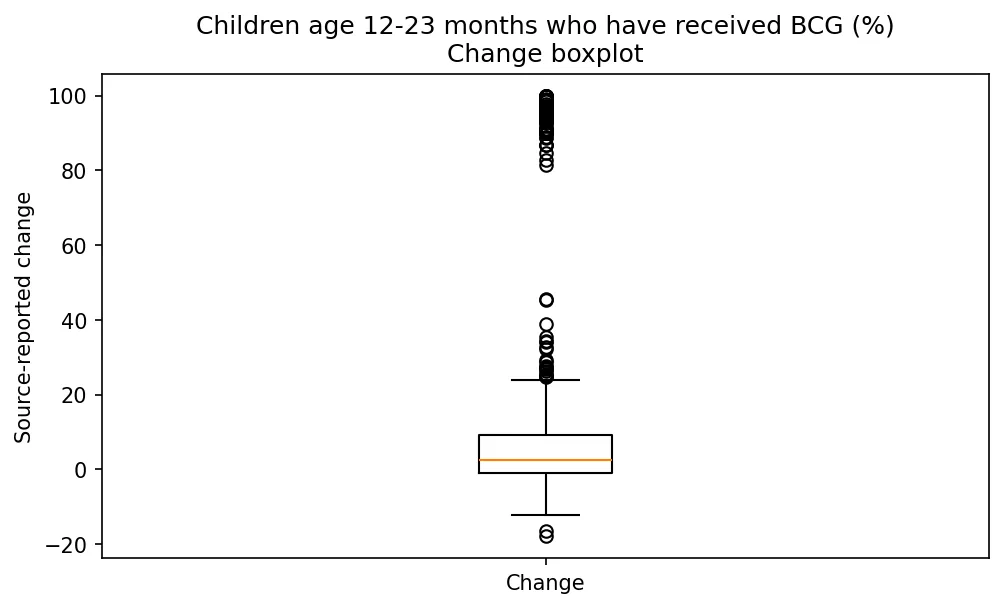 Children age 12-23 months who have received BCG (%)
Change boxplot
Source-reported change
100
80
60
40
20
0
−20
Change